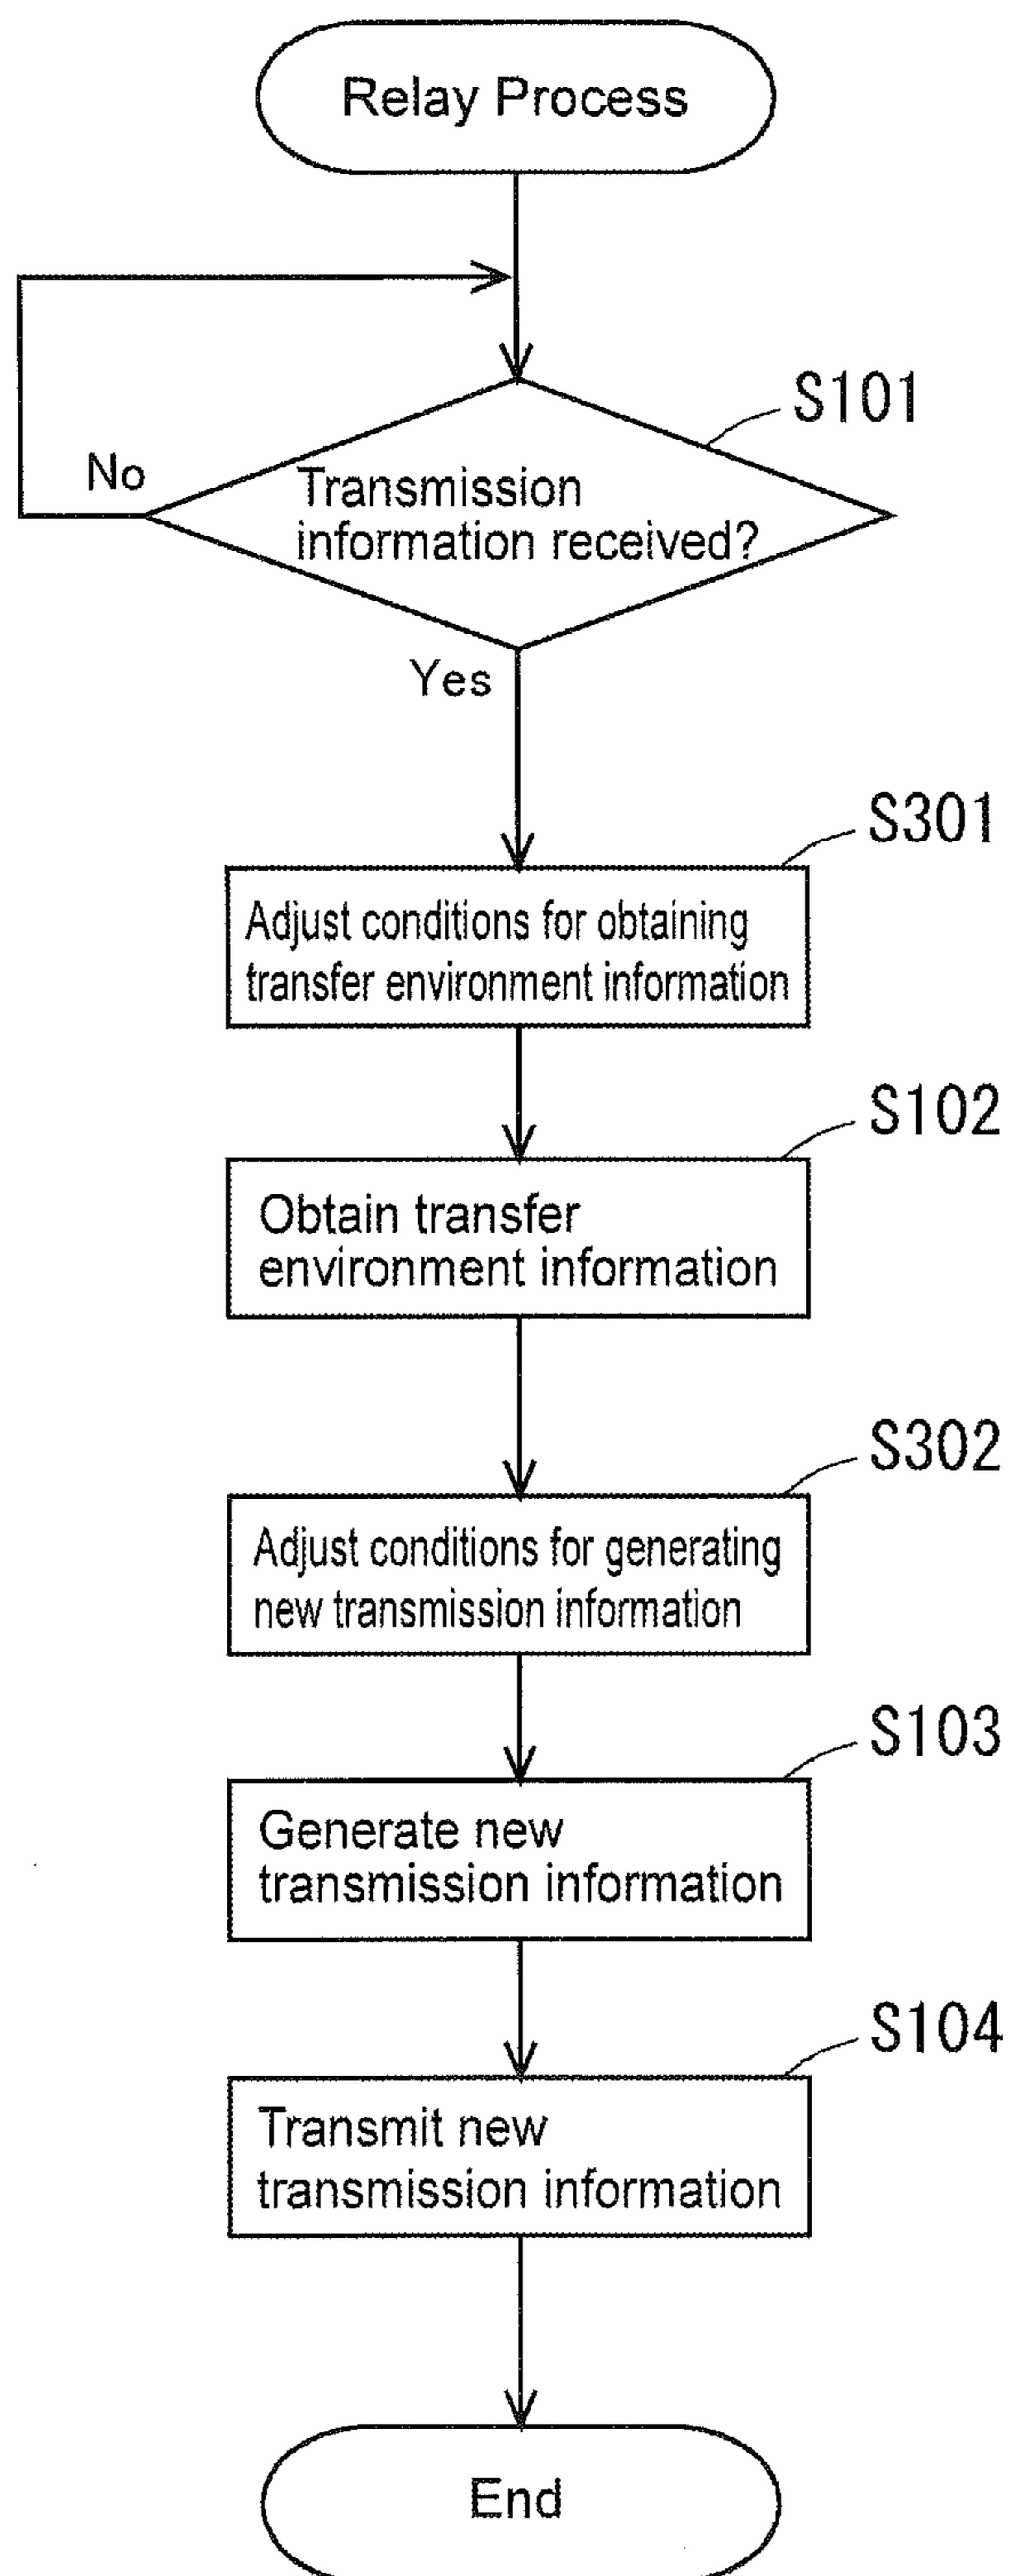 Relay Process
S101
No
Transmission
information received?
Yes
S301
Adjust conditions for obtaining
transfer environment information
S102
Obtain transfer
environment information
S302
Adjust conditions for generating
new transmission information
S103
Generate new
transmission information
S104
Transmit new
transmission information
End